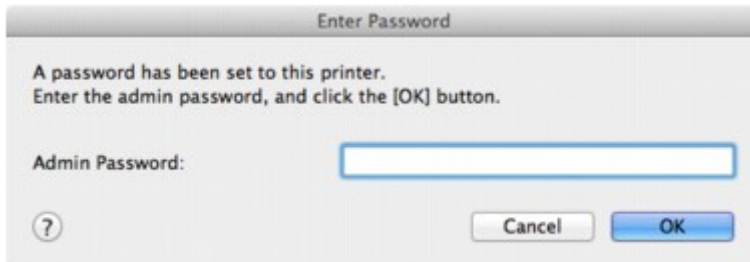 Enter Password
A password has been set to this printer.
Enter the admin password, and click the [OK] button.
Admin Password:
?
Cancel
OK